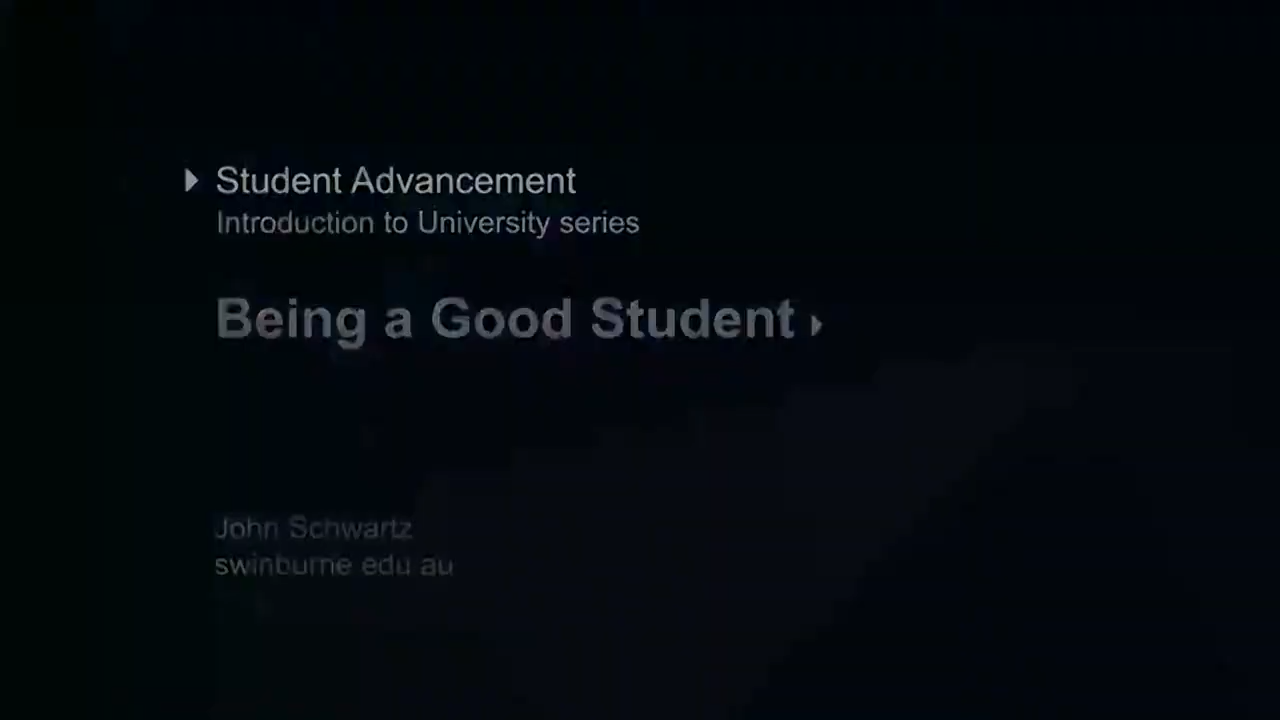 Student Advancement
Introduction to University series
Being a Good Student
John Schwartz
swinburne edu au